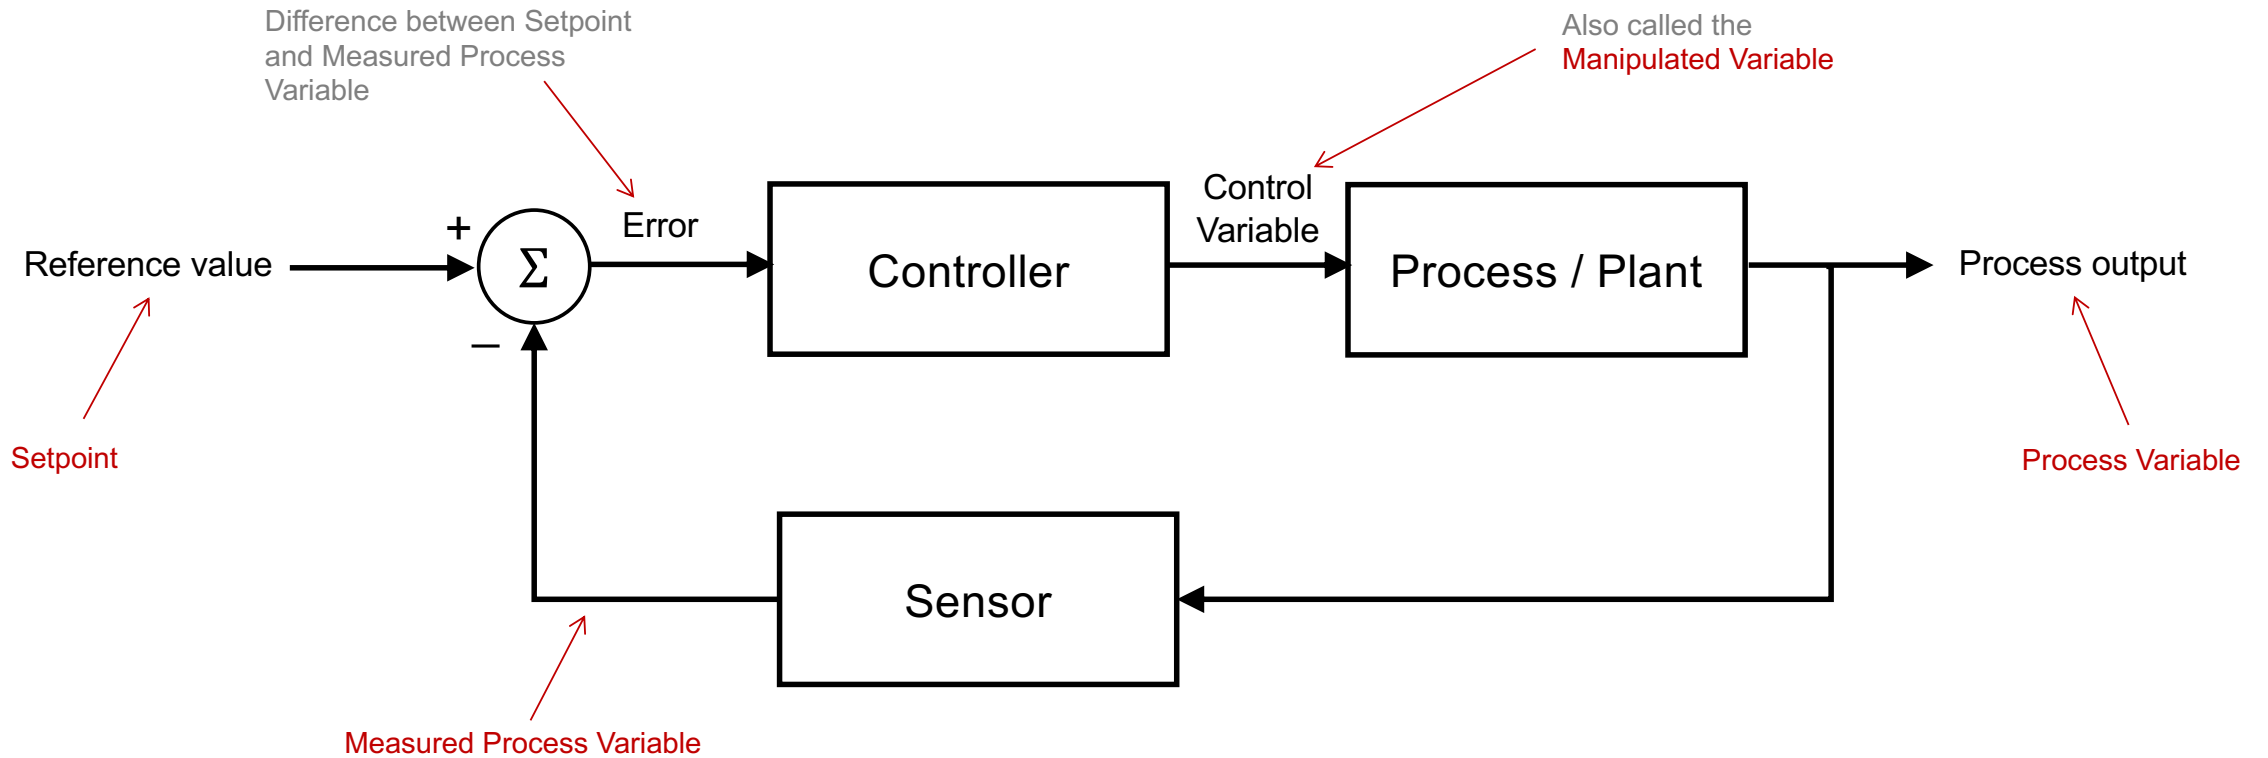 Difference between Setpoint
and Measured Process
Variable
Also called the
Manipulated Variable
Control
Variable
Error
+
Reference value
Σ
Controller
Process / Plant
Process output
–
Setpoint
Process Variable
Sensor
Measured Process Variable